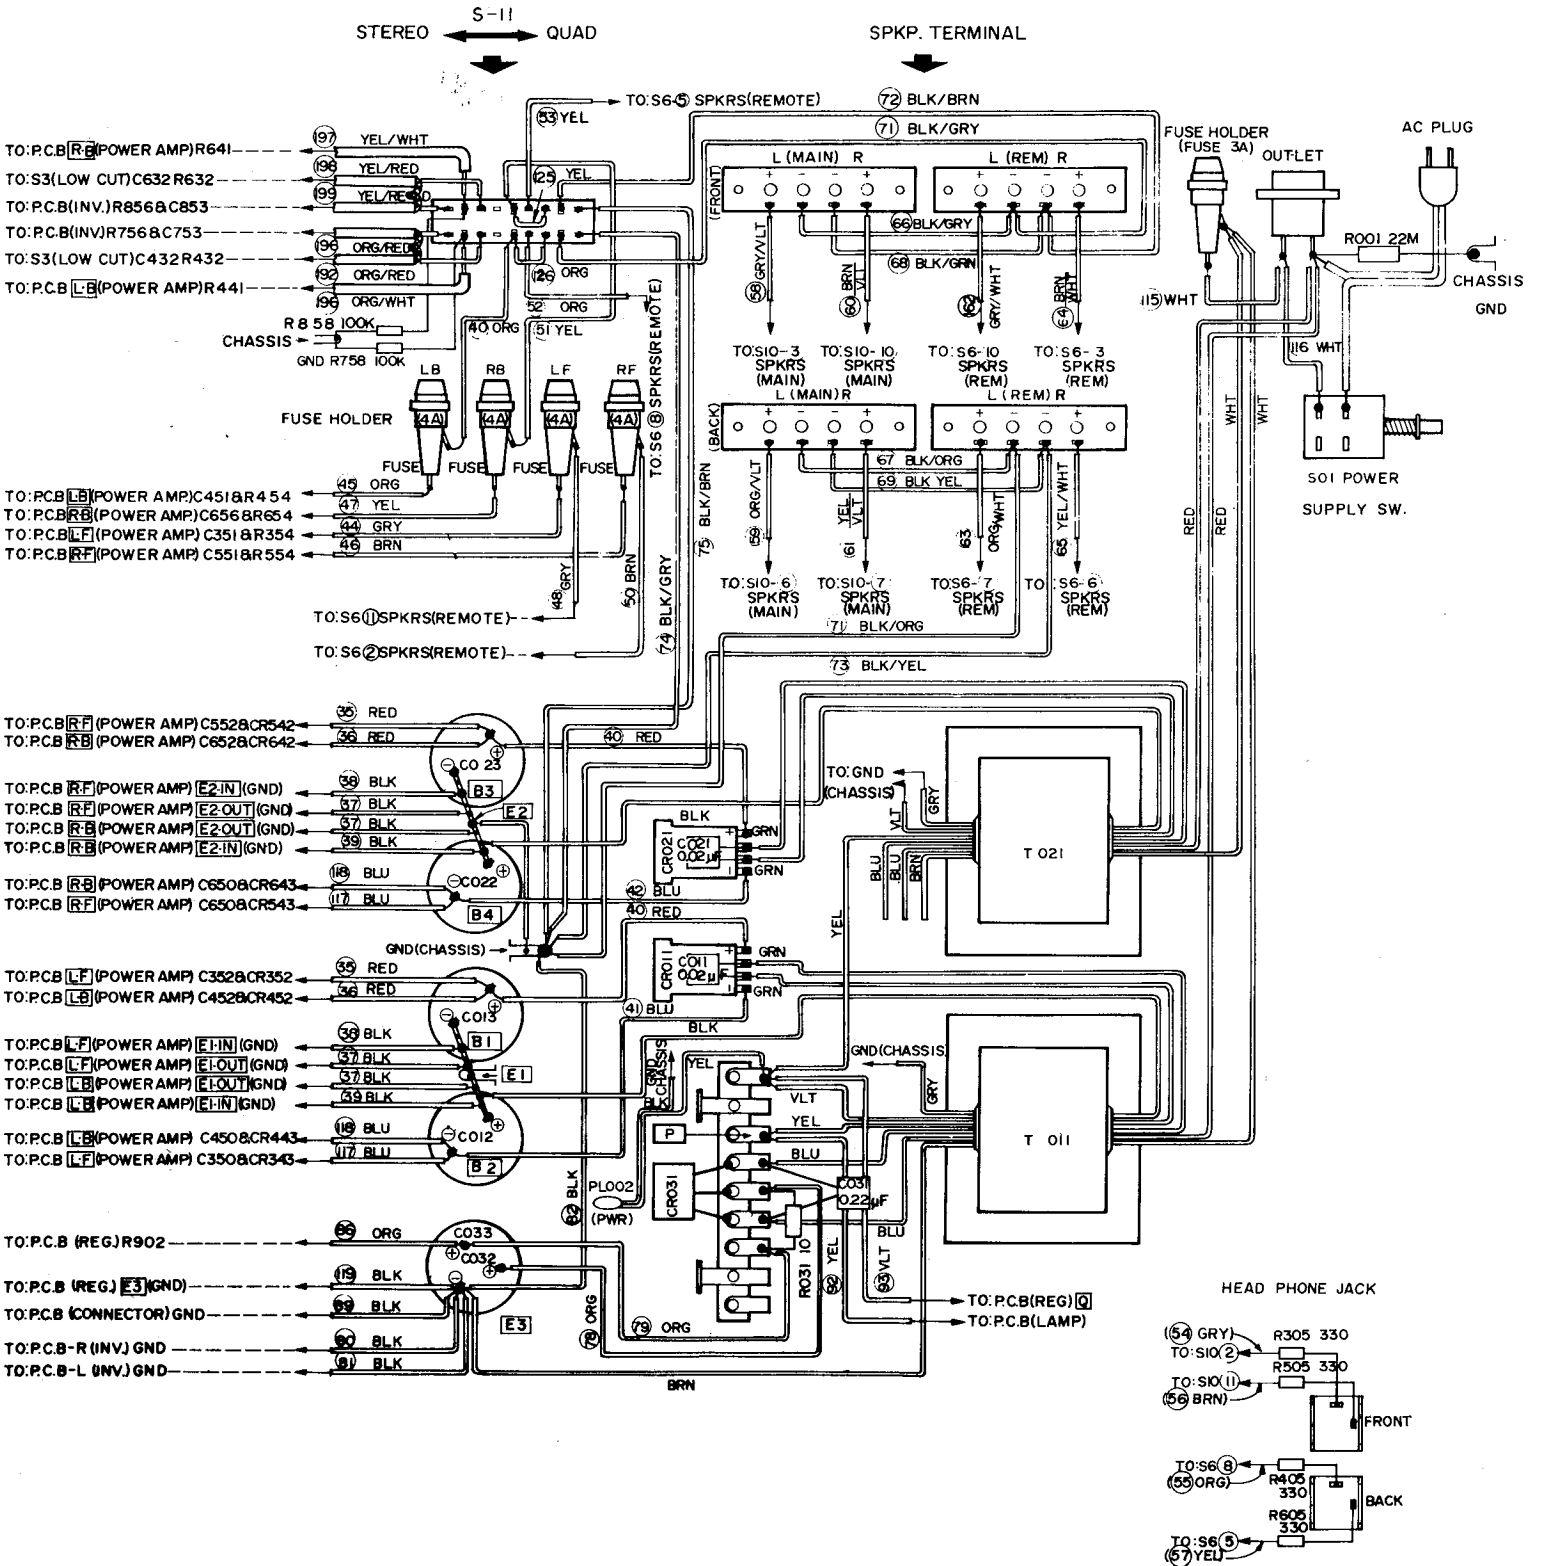 S-11
STEREO QUAD
SPKP. TERMINAL
TO:S6-5 SPKRS(REMOTE)
53 YEL
72 BLK/BRN
71 BLK/GRY
FUSE HOLDER
(FUSE 3A)
OUT-LET
AC PLUG
197 YEL/WHT
TO:P.C.B R-B (POWER AMP)R641
198 YEL/RED
TO:S3(LOW CUT)C632 R632
199
TO:P.C.B(INV.)R856&C853
TO:P.C.B(INV)R756&C753
196 ORG/RED
TO:S3(LOW CUT)C432 R432
192 ORG/RED
TO:P.C.B L-B (POWER AMP)R441
196 ORG/WHT
125 YEL
126 ORG
52 ORG
40 ORG
51 YEL
R858 100K
CHASSIS
GND R758 100K
L (MAIN) R
L (REM) R
(FRONT)
66 BLK/GRY
68 BLK/GRN
58 GRY/VLT
60 BRN VLT
62 GRY/WHT
64 BRN WHT
R001 22M
CHASSIS
GND
115 WHT
116 WHT
TO:S10-3
SPKRS
(MAIN)
TO:S10-10
SPKRS
(MAIN)
TO:S6-10
SPKRS
(REM)
TO:S6-3
SPKRS
(REM)
LB RB LF RF
FUSE HOLDER
(4A) (4A) (4A) (4A)
FUSE FUSE FUSE FUSE
TO:S6 8 SPKRS(REMOTE)
L (MAIN) R
L (REM) R
(BACK)
67 BLK/ORG
69 BLK YEL
59 ORG/VLT
61 YEL VLT
63 ORG/WHT
65 YEL/WHT
WHT
WHT
RED
RED
S01 POWER
SUPPLY SW.
45 ORG
TO:P.C.B L-B (POWER AMP.)C451&R454
47 YEL
TO:P.C.B R-B (POWER AMP.)C656&R654
44 GRY
TO:P.C.B L-F (POWER AMP) C351&R354
46 BRN
TO:P.C.B R-F (POWER AMP) C551&R554
48 GRY
50 BRN
75 BLK/BRN
74 BLK/GRY
TO:S10-6
SPKRS
(MAIN)
TO:S10-7
SPKRS
(MAIN)
TO:S6-7
SPKRS
(REM)
TO:S6-6
SPKRS
(REM)
TO:S6 11 SPKRS(REMOTE)
TO:S6 2 SPKRS(REMOTE)
71 BLK/ORG
73 BLK/YEL
35 RED
TO:P.C.B R-F (POWER AMP) C552&CR542
36 RED
TO:P.C.B R-B (POWER AMP) C652&CR642
40 RED
C023
B3
38 BLK
TO:P.C.B R-F (POWER AMP) E2-IN (GND)
37 BLK
TO:P.C.B R-F (POWER AMP) E2-OUT (GND)
37 BLK
TO:P.C.B R-B (POWER AMP) E2-OUT (GND)
39 BLK
TO:P.C.B R-B (POWER AMP) E2-IN (GND)
E2
C022
B4
118 BLU
TO:P.C.B R-B (POWER AMP) C650&CR643
117 BLU
TO:P.C.B R-F (POWER AMP) C650&CR543
BLK
GRN
CR021
C021
0.02µF
GRN
42 BLU
40 RED
TO:GND
(CHASSIS)
VLT GRY
BLU BLU BRN
T021
YEL
GND(CHASSIS)
35 RED
TO:P.C.B L-F (POWER AMP) C352&CR352
36 RED
TO:P.C.B L-B (POWER AMP) C452&CR452
GRN
CR011
C011
0.02µF
GRN
41 BLU
BLK
C013
B1
38 BLK
TO:P.C.B L-F (POWER AMP) E1-IN (GND)
37 BLK
TO:P.C.B L-F (POWER AMP) E1-OUT (GND)
37 BLK
TO:P.C.B L-B (POWER AMP) E1-OUT (GND)
39 BLK
TO:P.C.B L-B (POWER AMP) E1-IN (GND)
E1
C012
B2
118 BLU
TO:P.C.B L-B (POWER AMP) C450&CR443
117 BLU
TO:P.C.B L-F (POWER AMP) C350&CR343
GND CHASSIS
BLK
YEL
VLT
YEL
BLU
P
CR031
C031
0.22µF
BLU
GND(CHASSIS)
GRY
T 011
PL002
(PWR)
82 BLK
R031 10
92 YEL
93 VLT
86 ORG
TO:P.C.B (REG.)R902
C033
C032
119 BLK
TO:P.C.B (REG.) E3 (GND)
89 BLK
TO:P.C.B (CONNECTOR)GND
80 BLK
TO:P.C.B-R (INV.) GND
81 BLK
TO:P.C.B-L (INV.) GND
E3
78 ORG
79 ORG
BRN
TO:P.C.B(REG) Q
TO:P.C.B(LAMP)
HEAD PHONE JACK
(54 GRY)
R305 330
TO:S10 2
R505 330
TO:S10 11
(56 BRN)
FRONT
TO:S6 8
(55 ORG)
R405
330
BACK
R605
330
TO:S6 5
(57 YEL)